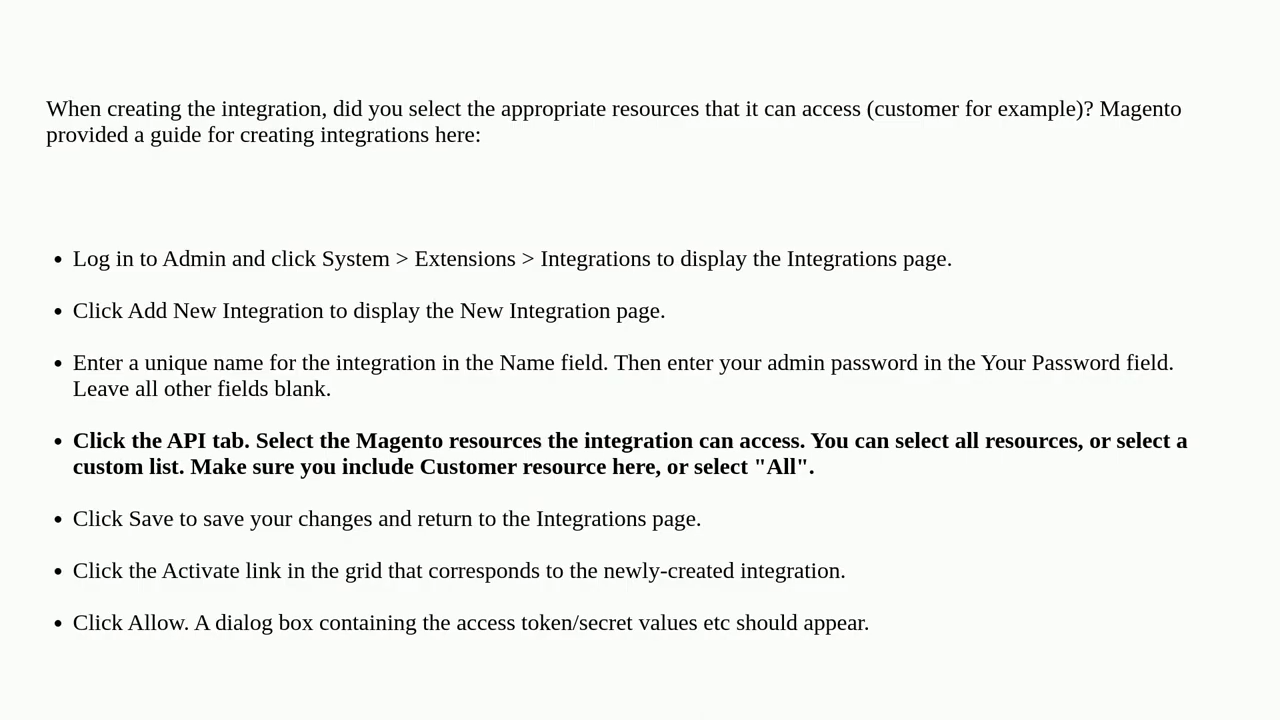 When creating the integration, did you select the appropriate resources that it can access (customer for example)? Magento
provided a guide for creating integrations here:
• Log in to Admin and click System > Extensions > Integrations to display the Integrations page.
• Click Add New Integration to display the New Integration page.
• Enter a unique name for the integration in the Name field. Then enter your admin password in the Your Password field.
Leave all other fields blank.
• Click the API tab. Select the Magento resources the integration can access. You can select all resources, or select a
custom list. Make sure you include Customer resource here, or select "All".
• Click Save to save your changes and return to the Integrations page.
• Click the Activate link in the grid that corresponds to the newly-created integration.
• Click Allow. A dialog box containing the access token/secret values etc should appear.